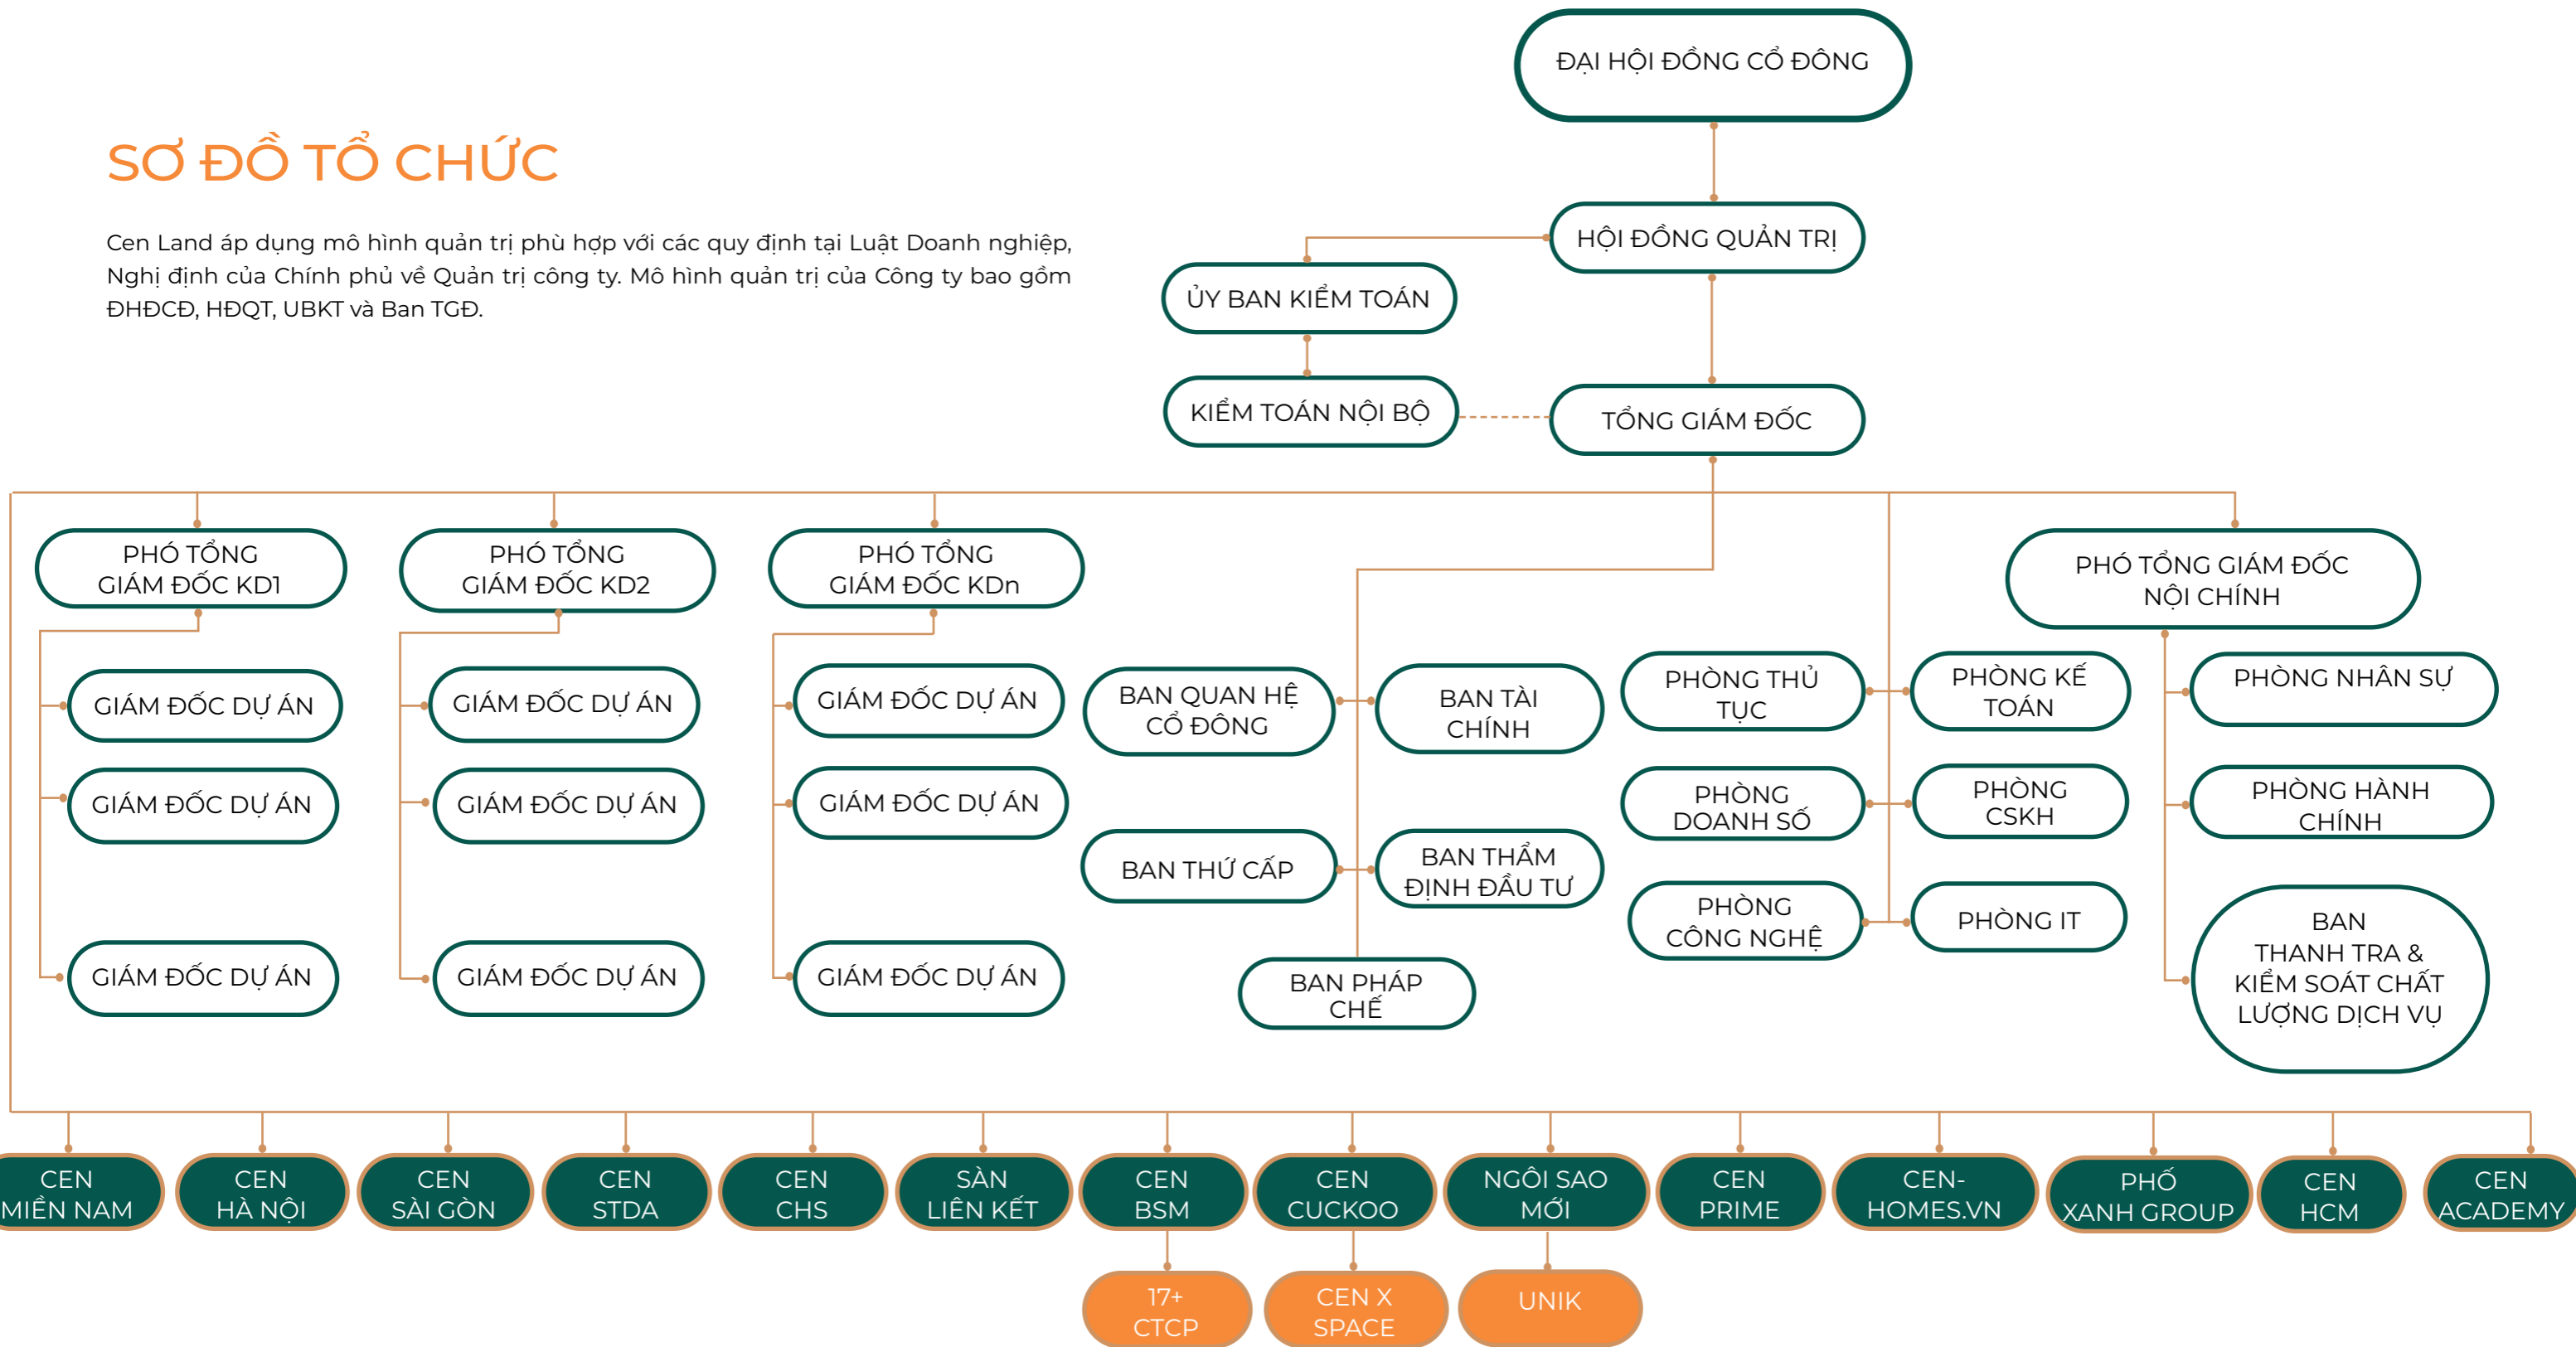 ĐẠI HỘI ĐỒNG CỔ ĐÔNG
SƠ ĐỒ TỔ CHỨC
Cen Land áp dụng mô hình quản trị phù hợp với các quy định tại Luật Doanh nghiệp,
Nghị định của Chính phủ về Quản trị công ty. Mô hình quản trị của Công ty bao gồm
ĐHĐCĐ, HĐQT, UBKT và Ban TGĐ.
HỘI ĐỒNG QUẢN TRỊ
ỦY BAN KIỂM TOÁN
KIỂM TOÁN NỘI BỘ
TỔNG GIÁM ĐỐC
PHÓ TỔNG
GIÁM ĐỐC KD1
GIÁM ĐỐC DỰ ÁN
GIÁM ĐỐC DỰ ÁN
GIÁM ĐỐC DỰ ÁN
PHÓ TỔNG
GIÁM ĐỐC KD2
GIÁM ĐỐC DỰ ÁN
GIÁM ĐỐC DỰ ÁN
GIÁM ĐỐC DỰ ÁN
PHÓ TỔNG
GIÁM ĐỐC KDn
GIÁM ĐỐC DỰ ÁN
GIÁM ĐỐC DỰ ÁN
GIÁM ĐỐC DỰ ÁN
BAN QUAN HỆ
CỔ ĐÔNG
BAN TÀI
CHÍNH
BAN THỨ CẤP
BAN THẨM
ĐỊNH ĐẦU TƯ
BAN PHÁP
CHẾ
PHÒNG THỦ
TỤC
PHÒNG KẾ
TOÁN
PHÒNG
DOANH SỐ
PHÒNG
CSKH
PHÒNG
CÔNG NGHỆ
PHÒNG IT
PHÓ TỔNG GIÁM ĐỐC
NỘI CHÍNH
PHÒNG NHÂN SỰ
PHÒNG HÀNH
CHÍNH
BAN
THANH TRA &
KIỂM SOÁT CHẤT
LƯỢNG DỊCH VỤ
CEN
MIỀN NAM
CEN
HÀ NỘI
CEN
SÀI GÒN
CEN
STDA
CEN
CHS
SÀN
LIÊN KẾT
CEN
BSM
CEN
CUCKOO
NGÔI SAO
MỚI
CEN
PRIME
CEN-
HOMES.VN
PHỐ
XANH GROUP
CEN
HCM
CEN
ACADEMY
17+
CTCP
CEN X
SPACE
UNIK